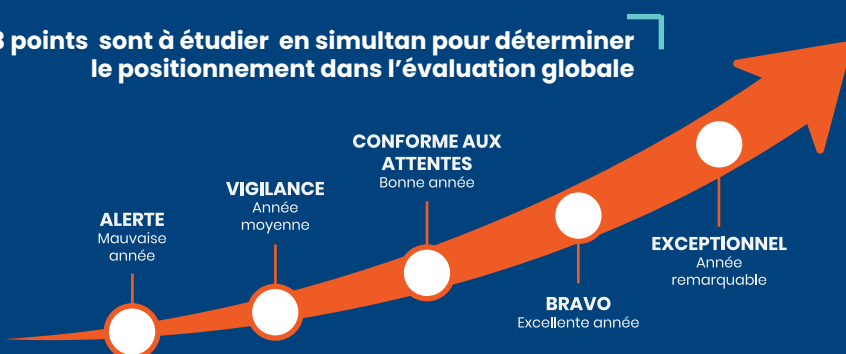 3 points sont à étudier en simultan pour déterminer
le positionnement dans l'évaluation globale
CONFORME AUX
ATTENTES
Bonne année
VIGILANCE
Année
moyenne
ALERTE
Mauvaise
année
EXCEPTIONNEL
Année
remarquable
BRAVO
Excellente année